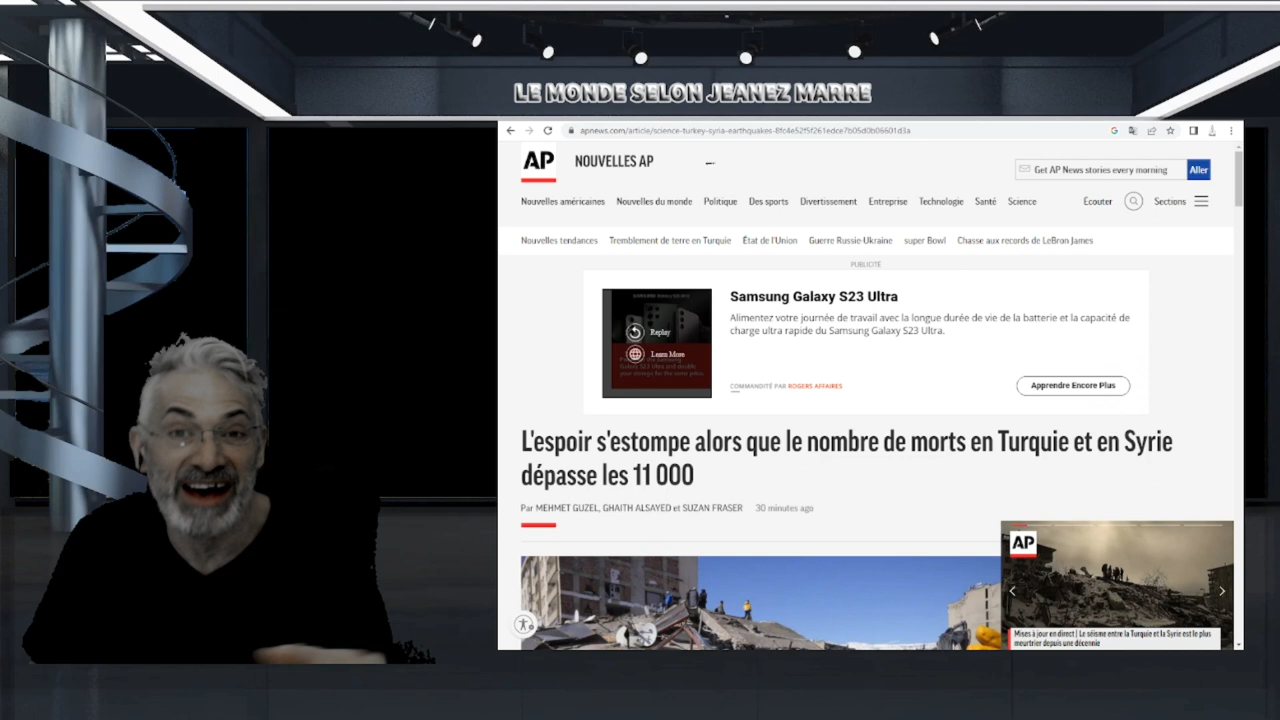 LE MONDE SELON JEANEZ MARRE
apnews.com/article/science-turkey-syria-earthquakes-8fc4e52f5f261edce7b05d0b06601d3a
AP
NOUVELLES AP
Get AP News stories every morning
Aller
Nouvelles américaines Nouvelles du monde Politique Des sports Divertissement Entreprise Technologie Santé Science Écouter Sections
Nouvelles tendances Tremblement de terre en Turquie État de l'Union Guerre Russie-Ukraine super Bowl Chasse aux records de LeBron James
PUBLICITÉ
Samsung Galaxy S23 Ultra
Alimentez votre journée de travail avec la longue durée de vie de la batterie et la capacité de
charge ultra rapide du Samsung Galaxy S23 Ultra.
Replay
Learn More
COMMANDITÉ PAR ROGERS AFFAIRES
Apprendre Encore Plus
L'espoir s'estompe alors que le nombre de morts en Turquie et en Syrie
dépasse les 11 000
Par MEHMET GUZEL, GHAITH ALSAYED et SUZAN FRASER 30 minutes ago
AP
Mises à jour en direct | Le séisme entre la Turquie et la Syrie est le plus
meurtrier depuis une décennie